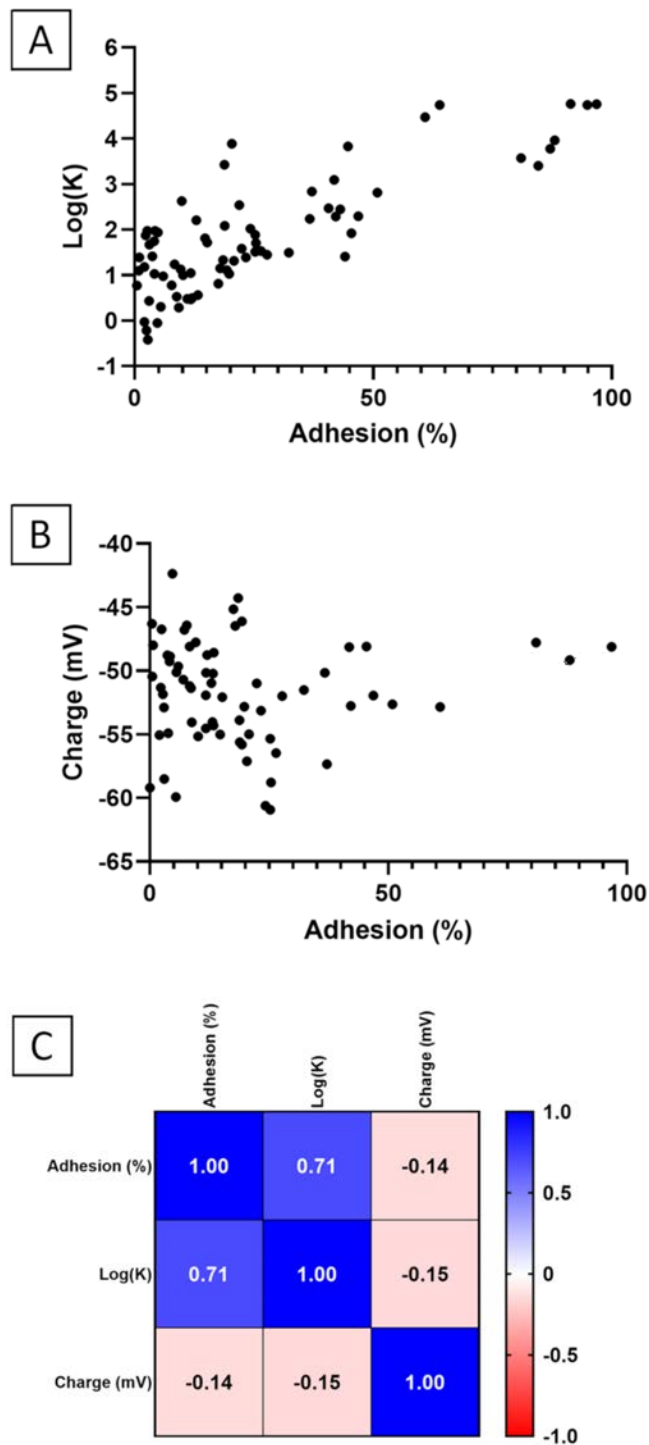 A
6
5
4
3
2
1
0
-1
Log(K)
0 50 100
Adhesion (%)
B
-40
-45
-50
-55
-60
-65
Charge (mV)
0 50 100
Adhesion (%)
C
Adhesion (%) Log(K) Charge (mV)
Adhesion (%) 1.00 0.71 -0.14
Log(K) 0.71 1.00 -0.15
Charge (mV) -0.14 -0.15 1.00
1.0
0.5
0
-0.5
-1.0